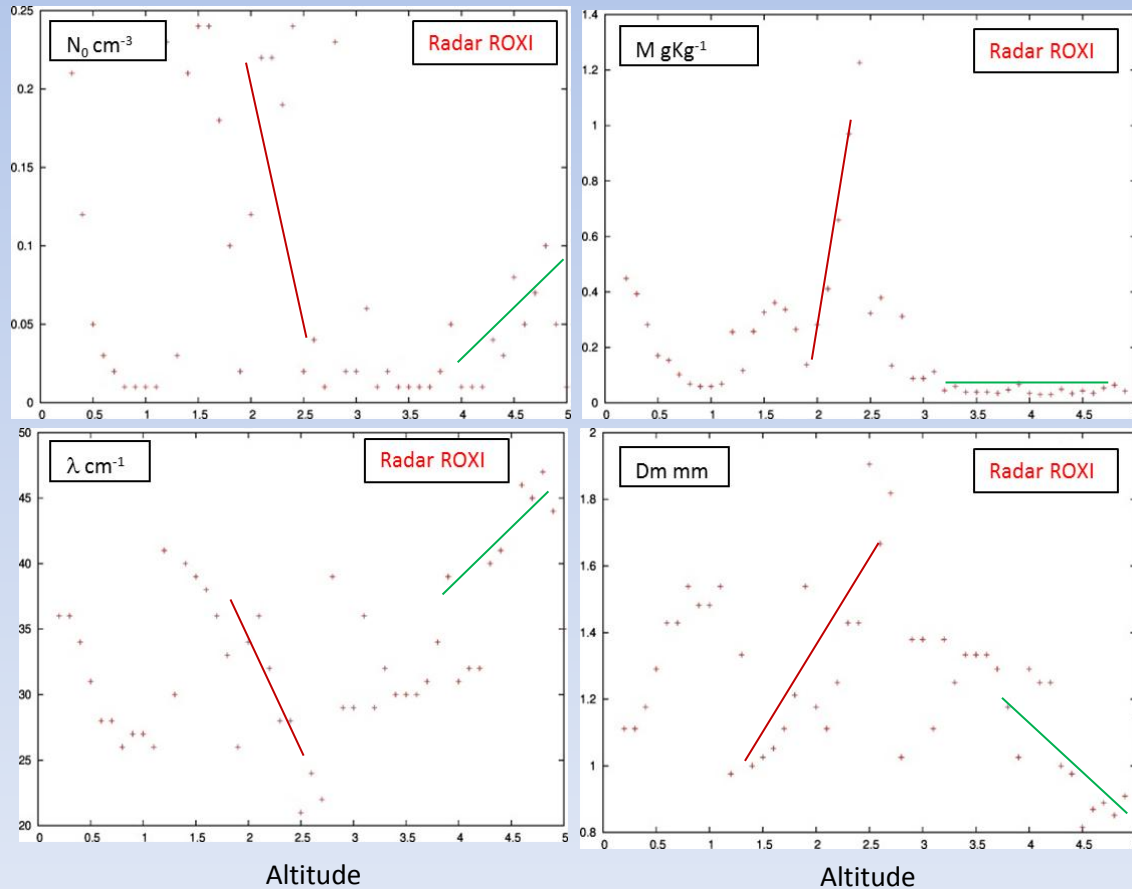 N₀ cm⁻³
Radar ROXI
0.25
0.2
0.15
0.1
0.05
0
0 0.5 1 1.5 2 2.5 3 3.5 4 4.5 5
M gKg⁻¹
Radar ROXI
1.4
1.2
1
0.8
0.6
0.4
0.2
0
0 0.5 1 1.5 2 2.5 3 3.5 4 4.5
λ cm⁻¹
Radar ROXI
50
45
40
35
30
25
20
0 0.5 1 1.5 2 2.5 3 3.5 4 4.5 5
Altitude
Dm mm
Radar ROXI
2
1.8
1.6
1.4
1.2
1
0.8
0 0.5 1 1.5 2 2.5 3 3.5 4 4.5
Altitude